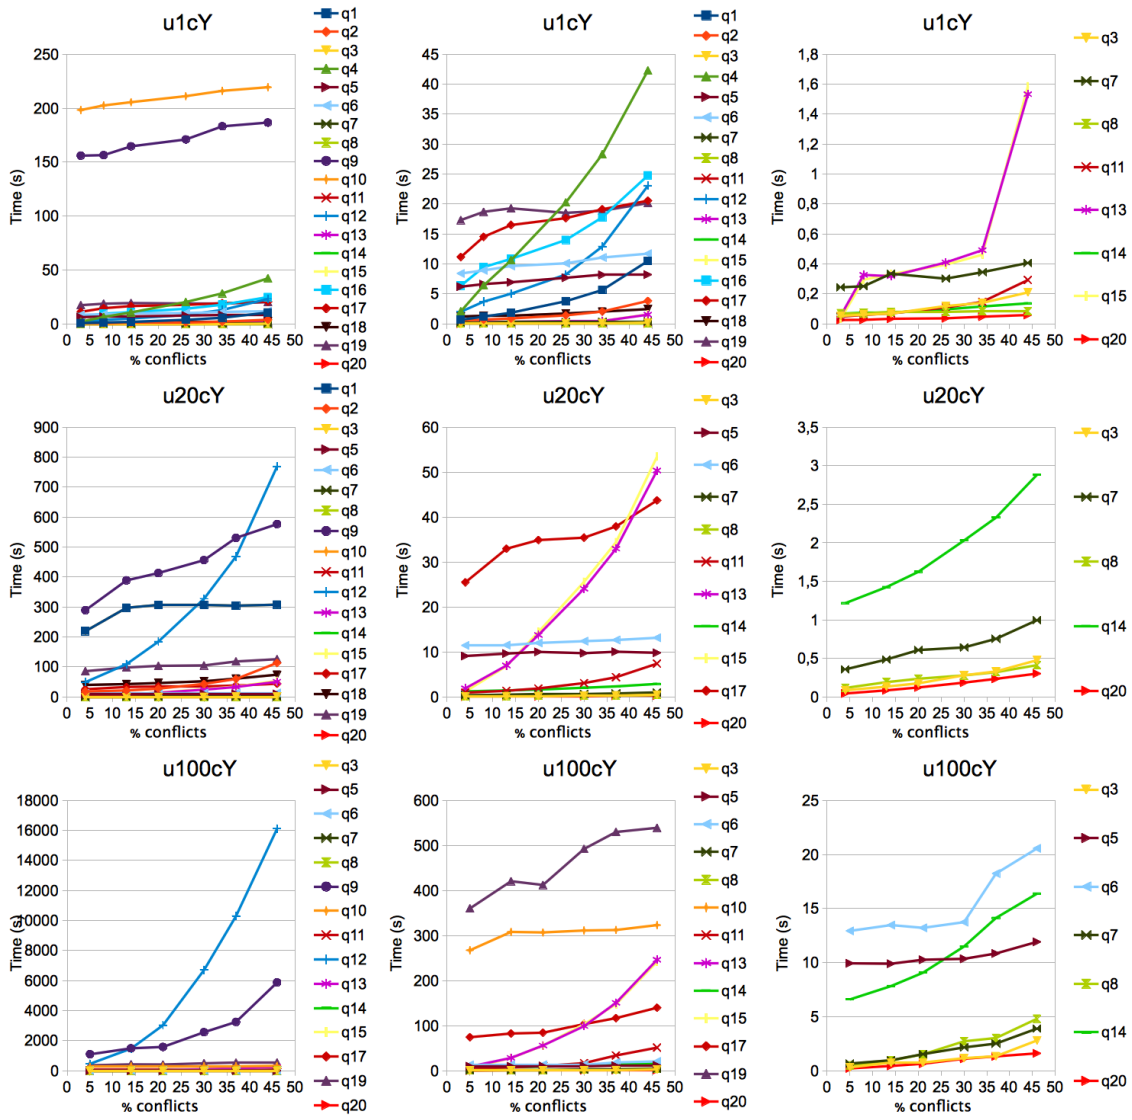 u1cY
250
200
150
100
50
0
Time (s)
0 5 10 15 20 25 30 35 40 45 50
% conflicts
q1
q2
q3
q4
q5
q6
q7
q8
q9
q10
q11
q12
q13
q14
q15
q16
q17
q18
q19
q20
u1cY
45
40
35
30
25
20
15
10
5
0
Time (s)
0 5 10 15 20 25 30 35 40 45 50
% conflicts
q1
q2
q3
q4
q5
q6
q7
q8
q11
q12
q13
q14
q15
q16
q17
q18
q19
q20
u1cY
1,8
1,6
1,4
1,2
1
0,8
0,6
0,4
0,2
0
Time (s)
0 5 10 15 20 25 30 35 40 45 50
% conflicts
q3
q7
q8
q11
q13
q14
q15
q20
u20cY
900
800
700
600
500
400
300
200
100
0
Time (s)
0 5 10 15 20 25 30 35 40 45 50
% conflicts
q1
q2
q3
q5
q6
q7
q8
q9
q10
q11
q12
q13
q14
q15
q17
q18
q19
q20
u20cY
60
50
40
30
20
10
0
Time (s)
0 5 10 15 20 25 30 35 40 45 50
% conflicts
q3
q5
q6
q7
q8
q11
q13
q14
q15
q17
q20
u20cY
3,5
3
2,5
2
1,5
1
0,5
0
Time (s)
0 5 10 15 20 25 30 35 40 45 50
% conflicts
q3
q7
q8
q14
q20
u100cY
18000
16000
14000
12000
10000
8000
6000
4000
2000
0
Time (s)
0 5 10 15 20 25 30 35 40 45 50
% conflicts
q3
q5
q6
q7
q8
q9
q10
q11
q12
q13
q14
q15
q17
q19
q20
u100cY
600
500
400
300
200
100
0
Time (s)
0 5 10 15 20 25 30 35 40 45 50
% conflicts
q3
q5
q6
q7
q8
q10
q11
q13
q14
q15
q17
q19
q20
u100cY
25
20
15
10
5
0
Time (s)
0 5 10 15 20 25 30 35 40 45 50
% conflicts
q3
q5
q6
q7
q8
q14
q20